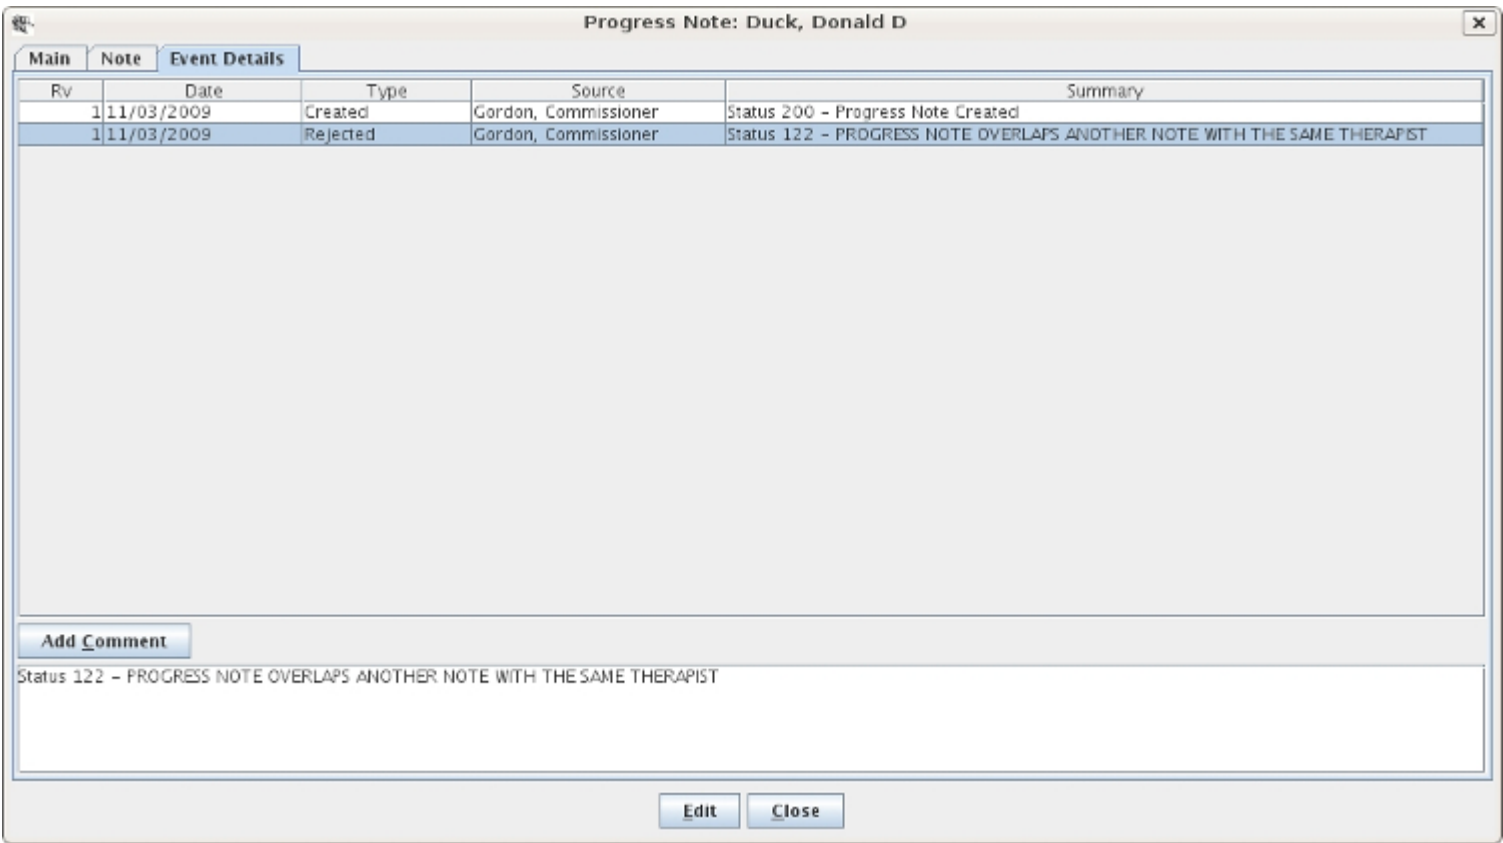 Progress Note: Duck, Donald D
Main Note Event Details
Rv Date Type Source Summary
1 11/03/2009 Created Gordon, Commissioner Status 200 – Progress Note Created
1 11/03/2009 Rejected Gordon, Commissioner Status 122 – PROGRESS NOTE OVERLAPS ANOTHER NOTE WITH THE SAME THERAPIST
Add Comment
Status 122 – PROGRESS NOTE OVERLAPS ANOTHER NOTE WITH THE SAME THERAPIST
Edit Close